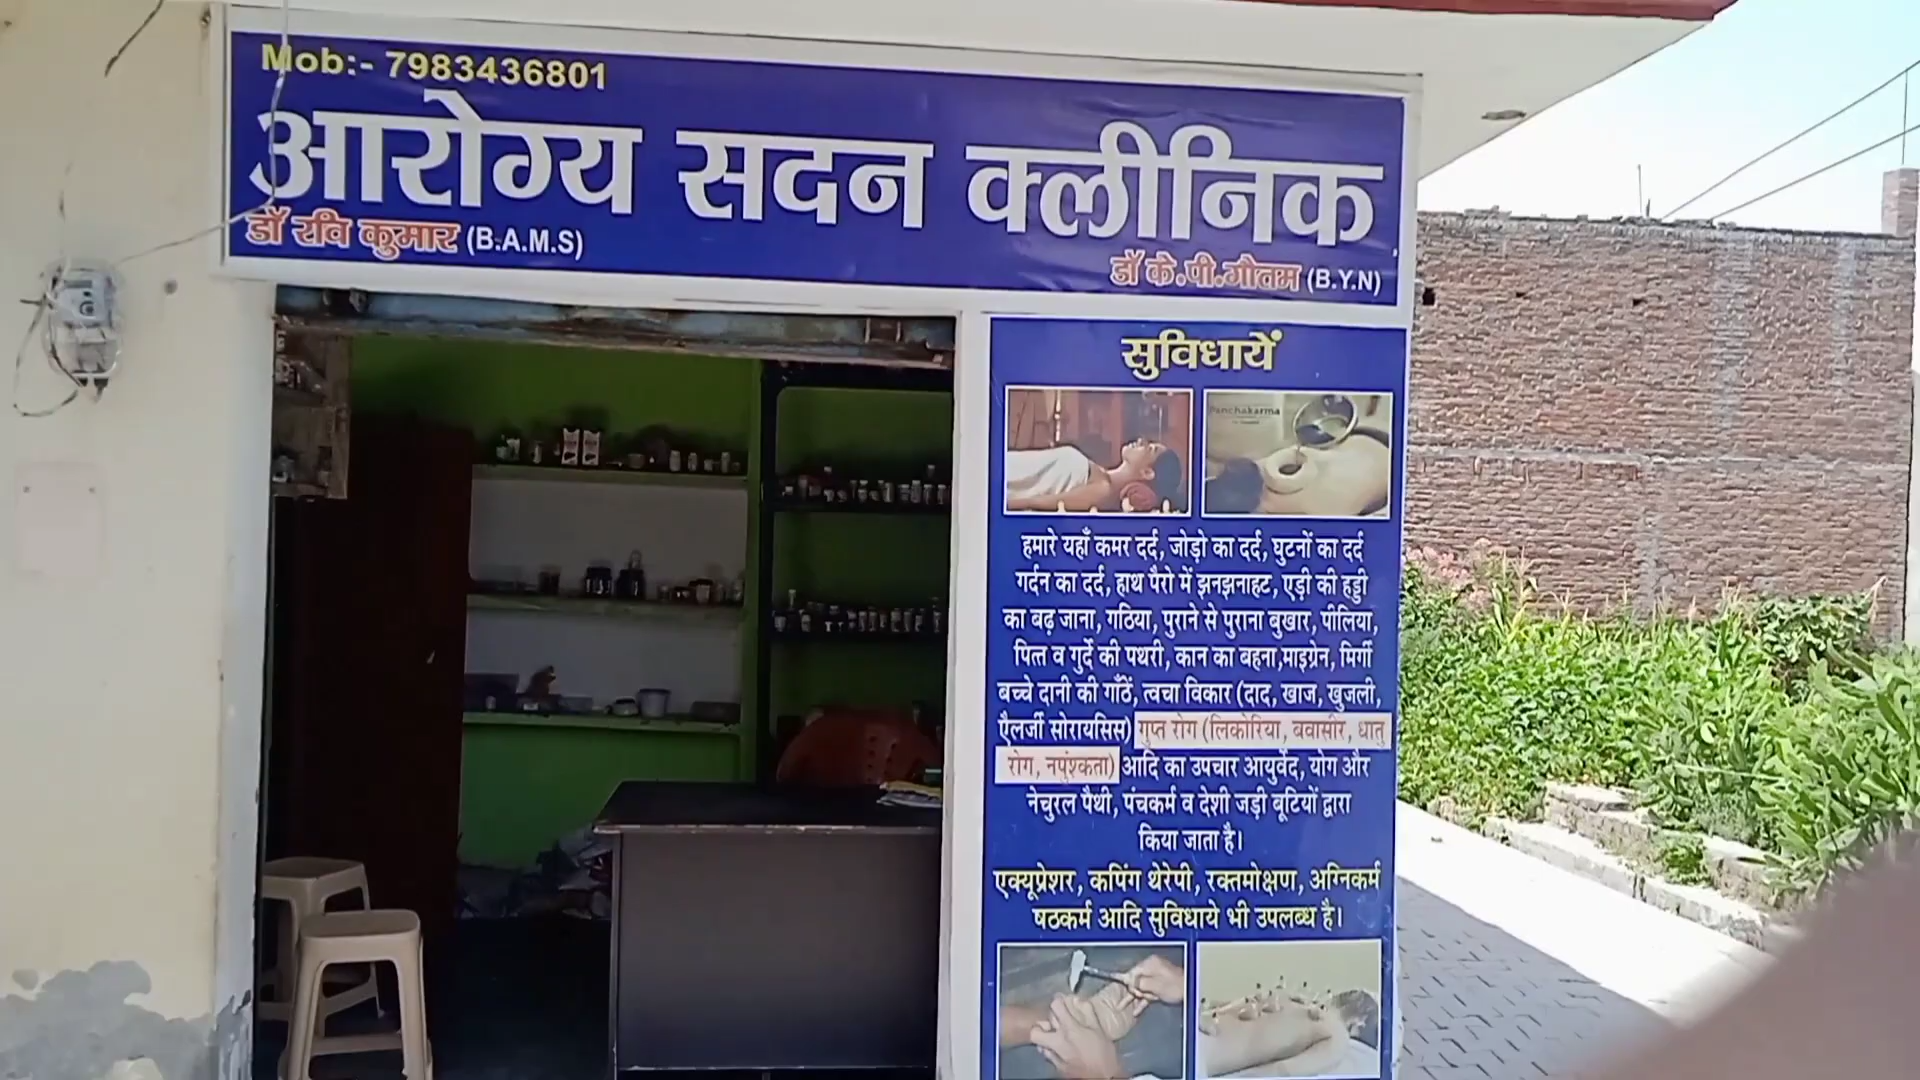 Mob:- 7983436801
आरोग्य सदन क्लीनिक
डॉ रवि कुमार (B.A.M.S)
डॉ के.पी.गौतम (B.Y.N)
सुविधायें
Panchakarma
हमारे यहाँ कमर दर्द, जोड़ो का दर्द, घुटनों का दर्द
गर्दन का दर्द, हाथ पैरो में झनझनाहट, एड़ी की हड्डी
का बढ़ जाना, गठिया, पुराने से पुराना बुखार, पीलिया,
पित्त व गुर्दे की पथरी, कान का बहना,माइग्रेन, मिर्गी
बच्चे दानी की गाँठें, त्वचा विकार (दाद, खाज, खुजली,
एैलर्जी सोरायसिस) गुप्त रोग (लिकोरिया, बवासीर, धातु
रोग, नपुंश्कता) आदि का उपचार आयुर्वेद, योग और
नेचुरल पैथी, पंचकर्म व देशी जड़ी बूटियों द्वारा
किया जाता है।
एक्यूप्रेशर, कपिंग थेरेपी, रक्तमोक्षण, अग्निकर्म
षठकर्म आदि सुविधाये भी उपलब्ध है।